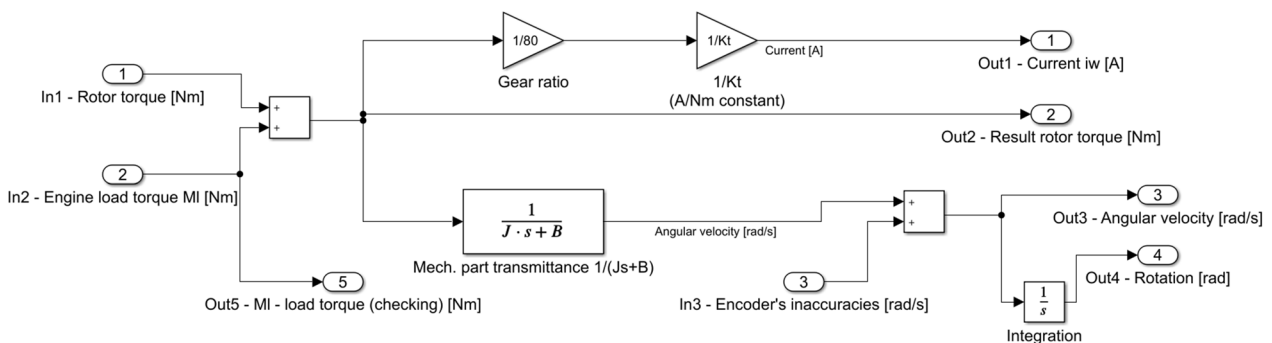 1
In1 - Rotor torque [Nm]
+
+
2
In2 - Engine load torque Ml [Nm]
1/80
Gear ratio
1/Kt
1/Kt
(A/Nm constant)
Current [A]
1
Out1 - Current iw [A]
2
Out2 - Result rotor torque [Nm]
1
J · s + B
Mech. part transmittance 1/(Js+B)
Angular velocity [rad/s]
+
+
3
In3 - Encoder's inaccuracies [rad/s]
3
Out3 - Angular velocity [rad/s]
4
Out4 - Rotation [rad]
1
s
Integration
5
Out5 - Ml - load torque (checking) [Nm]